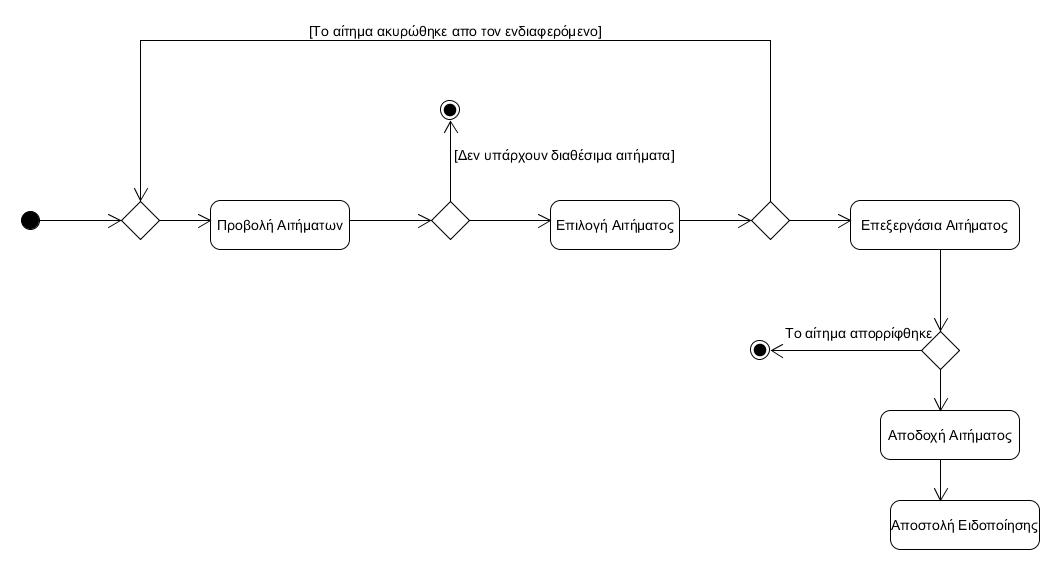 [Το αίτημα ακυρώθηκε απο τον ενδιαφερόμενο]
[Δεν υπάρχουν διαθέσιμα αιτήματα]
Προβολή Αιτήματων
Επιλογή Αιτήματος
Επεξεργάσια Αιτήματος
Το αίτημα απορρίφθηκε
Αποδοχή Αιτήματος
Αποστολή Ειδοποίησης